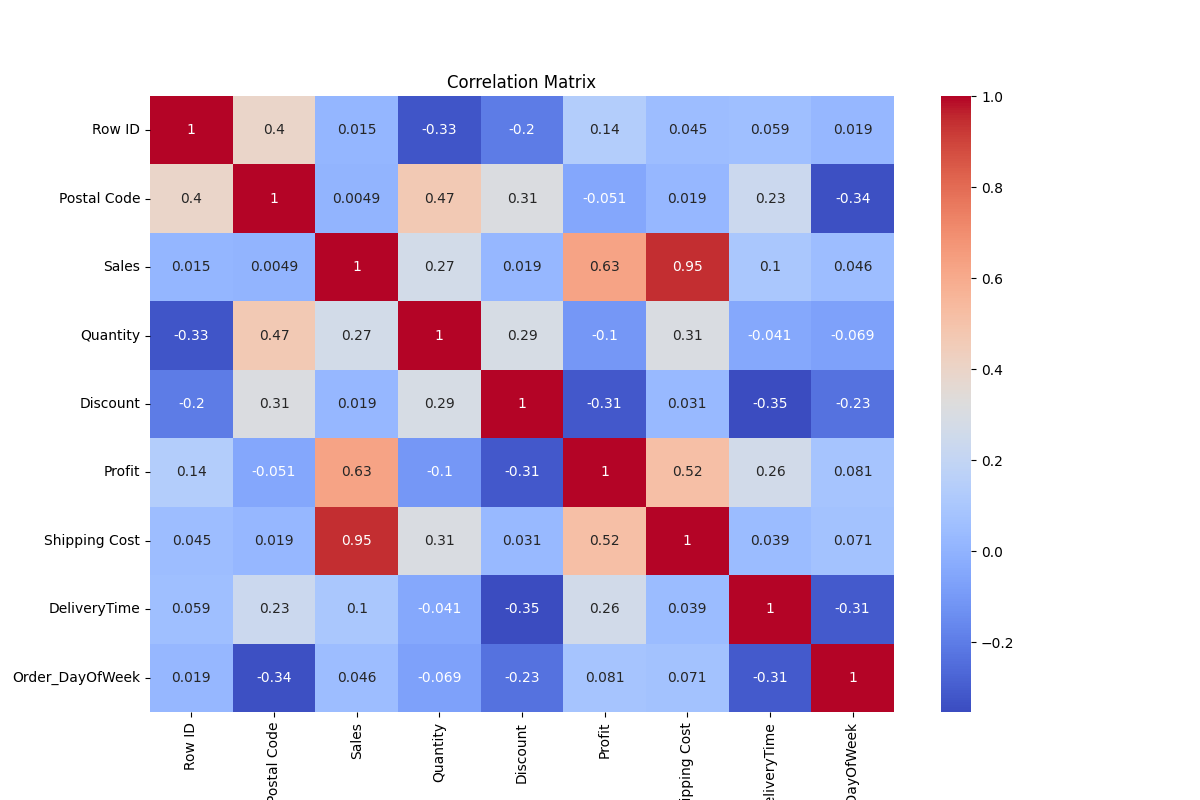 Correlation Matrix
Row ID 1 0.4 0.015 -0.33 -0.2 0.14 0.045 0.059 0.019
Postal Code 0.4 1 0.0049 0.47 0.31 -0.051 0.019 0.23 -0.34
Sales 0.015 0.0049 1 0.27 0.019 0.63 0.95 0.1 0.046
Quantity -0.33 0.47 0.27 1 0.29 -0.1 0.31 -0.041 -0.069
Discount -0.2 0.31 0.019 0.29 1 -0.31 0.031 -0.35 -0.23
Profit 0.14 -0.051 0.63 -0.1 -0.31 1 0.52 0.26 0.081
Shipping Cost 0.045 0.019 0.95 0.31 0.031 0.52 1 0.039 0.071
DeliveryTime 0.059 0.23 0.1 -0.041 -0.35 0.26 0.039 1 -0.31
Order_DayOfWeek 0.019 -0.34 0.046 -0.069 -0.23 0.081 0.071 -0.31 1
Row ID
Postal Code
Sales
Quantity
Discount
Profit
ipping Cost
eliveryTime
DayOfWeek
1.0
0.8
0.6
0.4
0.2
0.0
−0.2